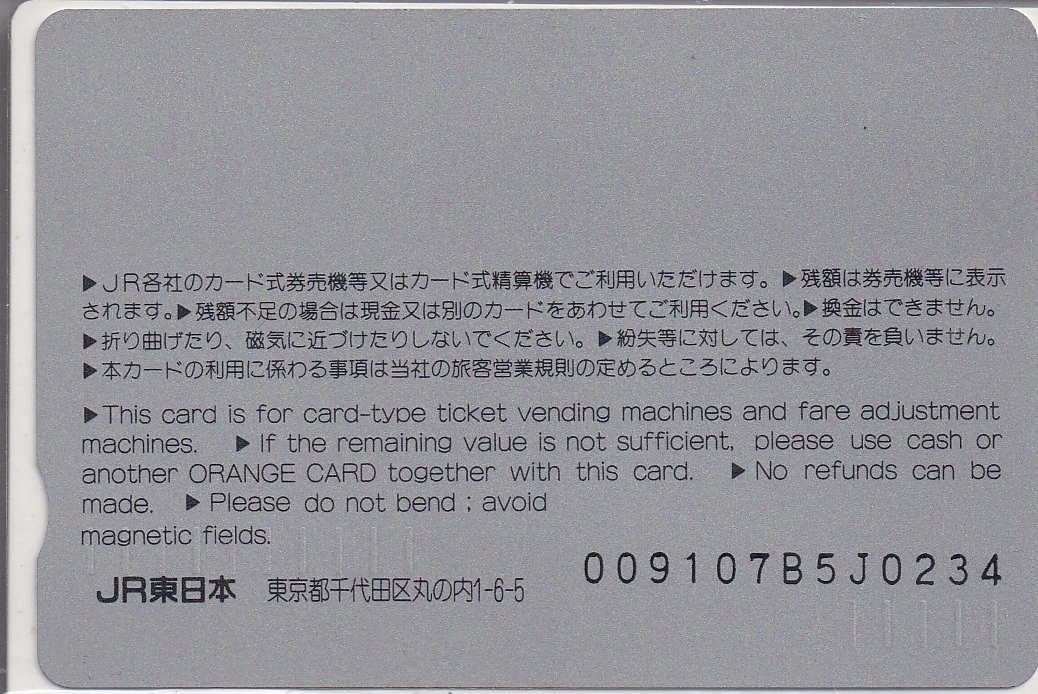 ▶JR各社のカード式券売機等又はカード式精算機でご利用いただけます。▶残額は券売機等に表示
されます。▶残額不足の場合は現金又は別のカードをあわせてご利用ください。▶換金はできません。
▶折り曲げたり、磁気に近づけたりしないでください。▶紛失等に対しては、その責を負いません。
▶本カードの利用に係わる事項は当社の旅客営業規則の定めるところによります。
▶This card is for card-type ticket vending machines and fare adjustment
machines. ▶If the remaining value is not sufficient, please use cash or
another ORANGE CARD together with this card. ▶No refunds can be
made. ▶Please do not bend ; avoid
magnetic fields.
JR東日本 東京都千代田区丸の内1-6-5
009107B5J0234